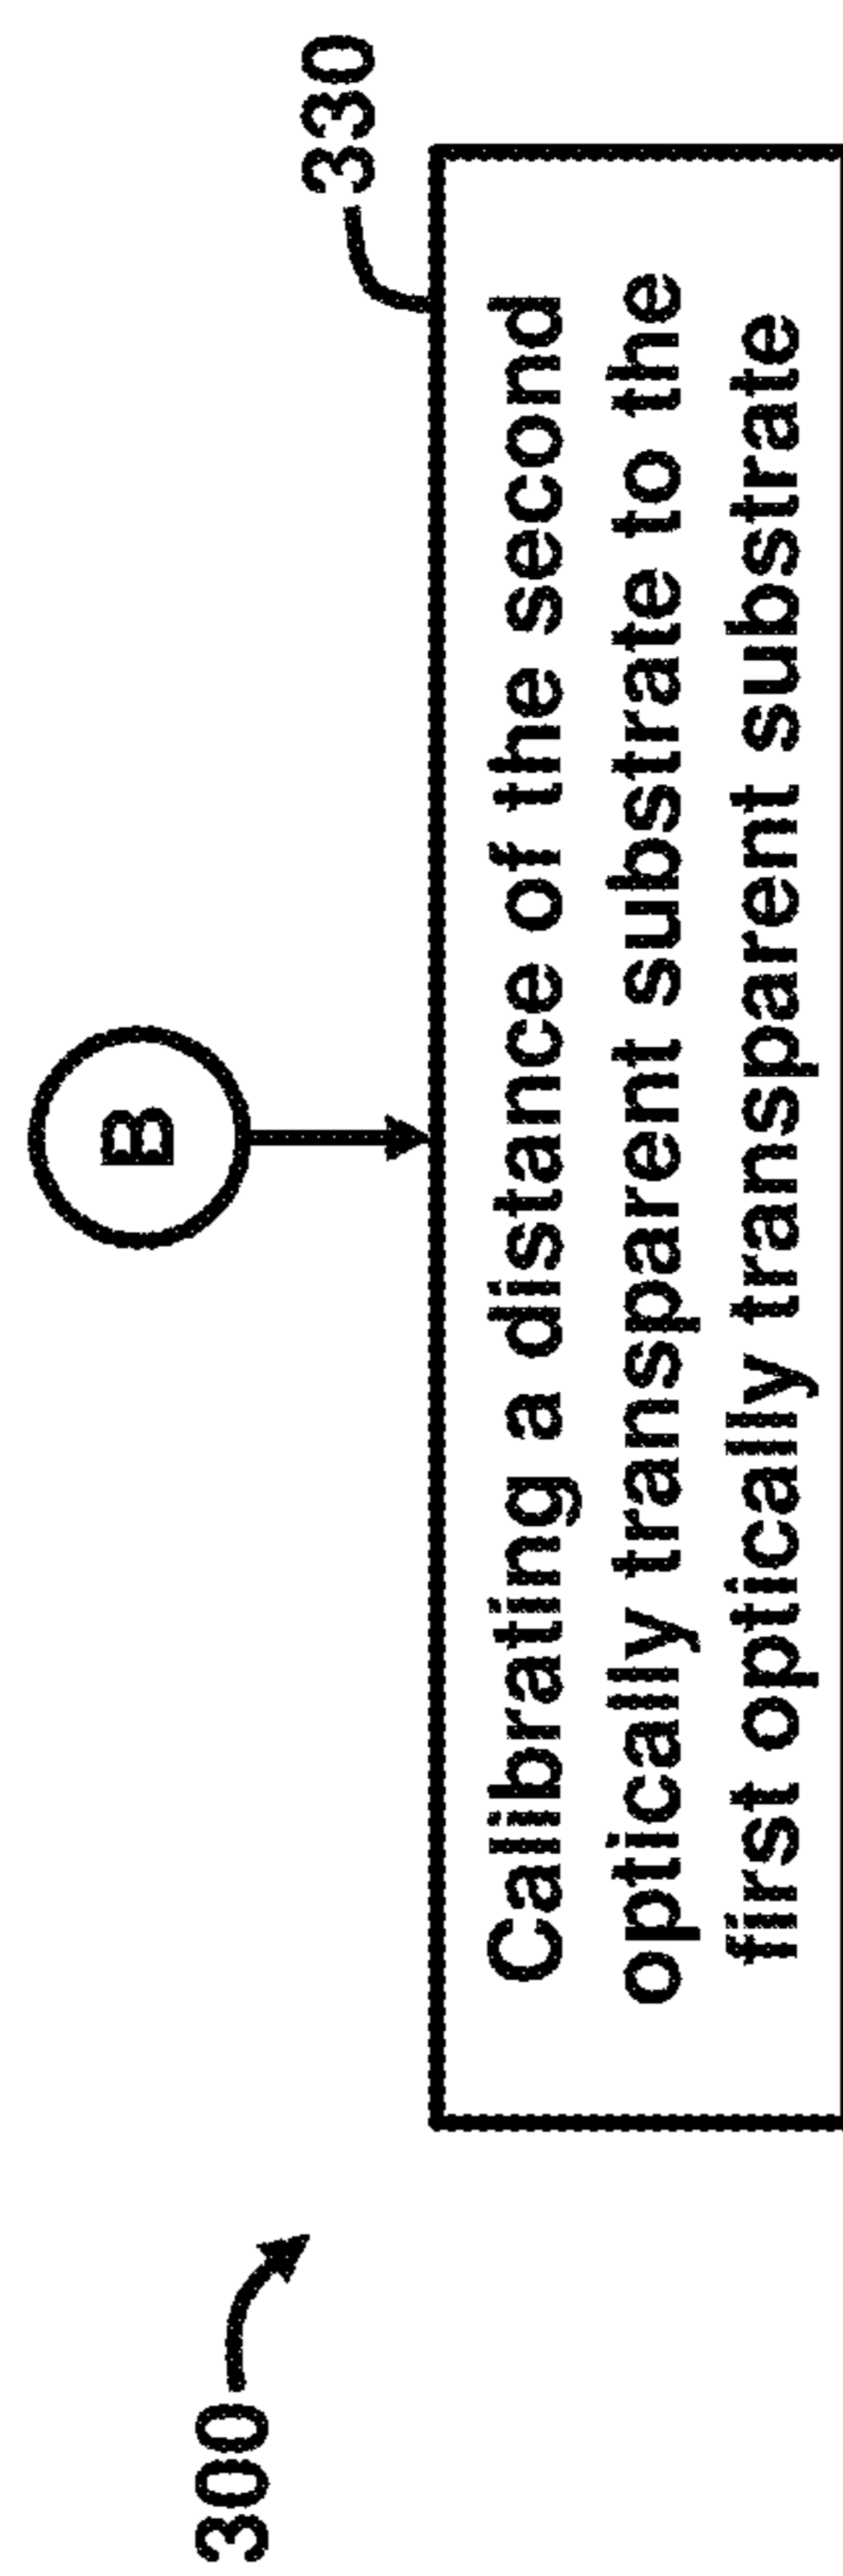 300
B
330
Calibrating a distance of the second
optically transparent substrate to the
first optically transparent substrate